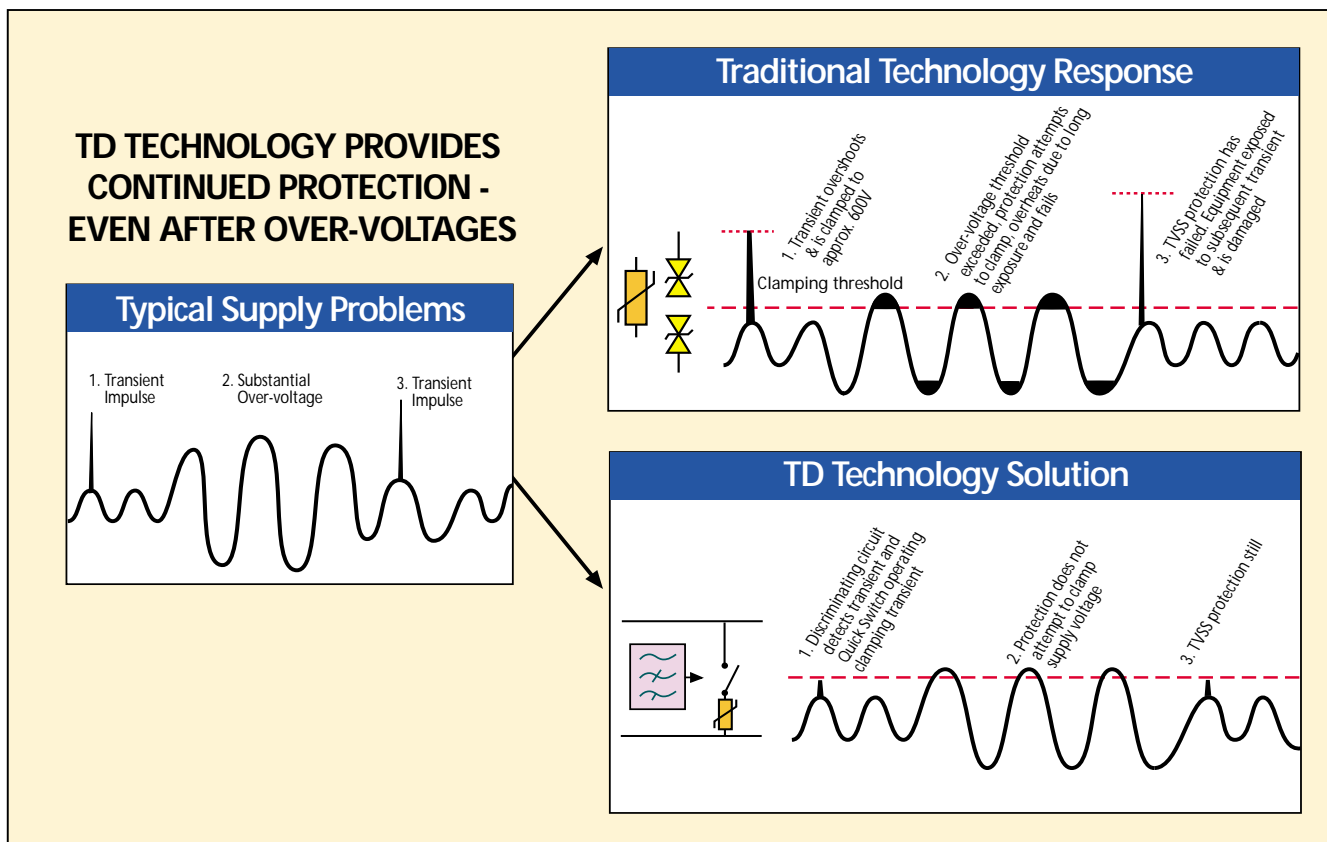 TD TECHNOLOGY PROVIDES
CONTINUED PROTECTION -
EVEN AFTER OVER-VOLTAGES
Typical Supply Problems
1. Transient
Impulse
2. Substantial
Over-voltage
3. Transient
Impulse
Traditional Technology Response
1. Transient overshoots
& is clamped to
approx. 600V
Clamping threshold
2. Over-voltage threshold
exceeded, protection attempts
to clamp, overheats due to long
exposure and fails
3. TVSS protection has
failed. Equipment exposed
to subsequent transient
& is damaged
TD Technology Solution
1. Discriminating circuit
detects transient and
Quick Switch operating
clamping transient
2. Protection does not
attempt to clamp
supply voltage
3. TVSS protection still